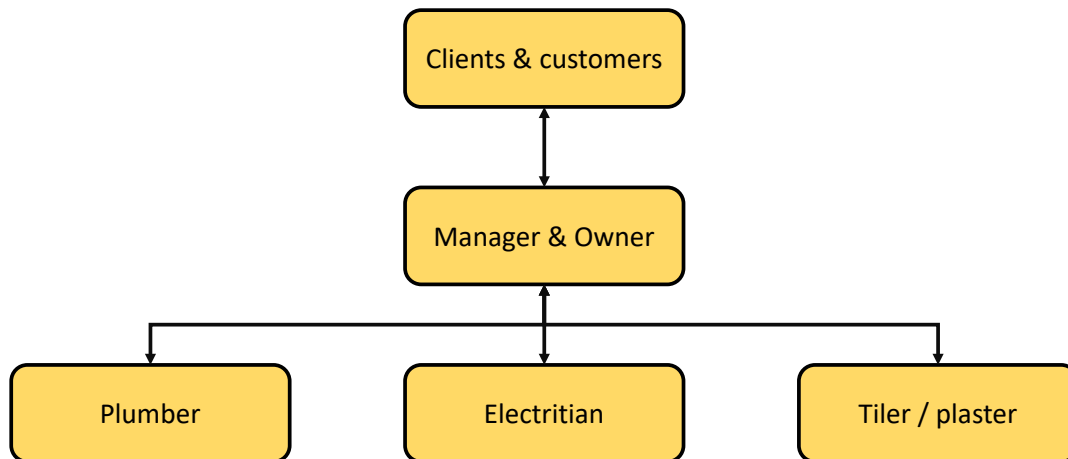 Clients & customers
Manager & Owner
Plumber
Electritian
Tiler / plaster